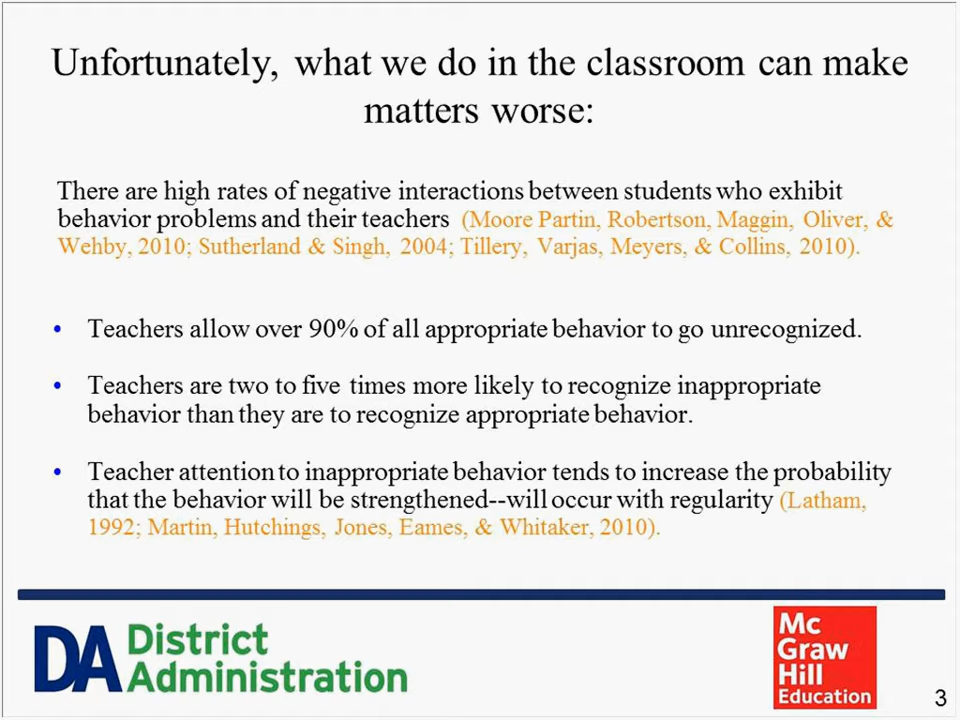 Unfortunately, what we do in the classroom can make
matters worse:
There are high rates of negative interactions between students who exhibit
behavior problems and their teachers (Moore Partin, Robertson, Maggin, Oliver, &
Wehby, 2010; Sutherland & Singh, 2004; Tillery, Varjas, Meyers, & Collins, 2010).
• Teachers allow over 90% of all appropriate behavior to go unrecognized.
• Teachers are two to five times more likely to recognize inappropriate
behavior than they are to recognize appropriate behavior.
• Teacher attention to inappropriate behavior tends to increase the probability
that the behavior will be strengthened--will occur with regularity (Latham,
1992; Martin, Hutchings, Jones, Eames, & Whitaker, 2010).
DA District
Administration
Mc
Graw
Hill
Education
3